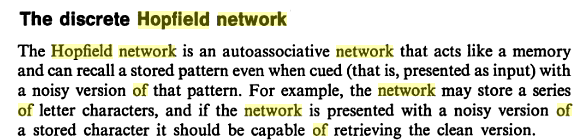 The discrete Hopfield network
The Hopfield network is an autoassociative network that acts like a memory
and can recall a stored pattern even when cued (that is, presented as input) with
a noisy version of that pattern. For example, the network may store a series
of letter characters, and if the network is presented with a noisy version of
a stored character it should be capable of retrieving the clean version.